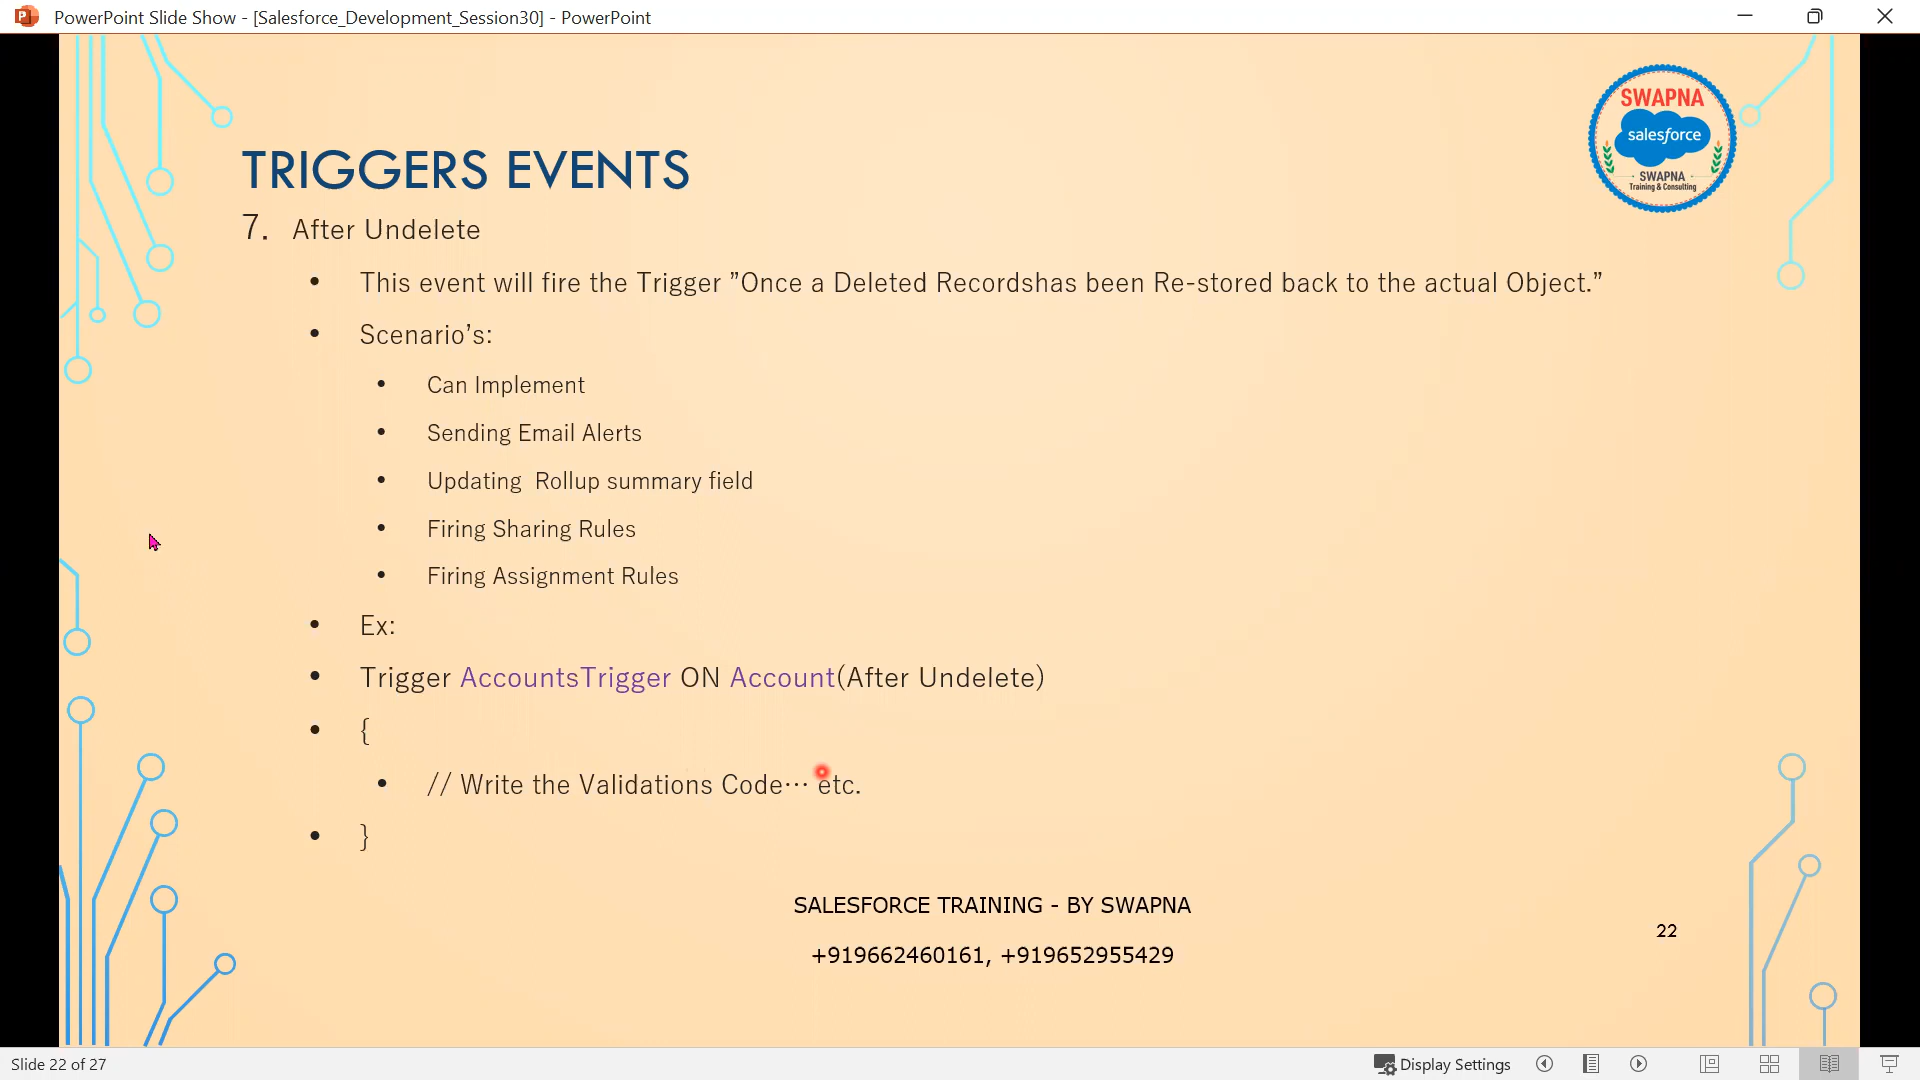 PowerPoint Slide Show - [Salesforce_Development_Session30] - PowerPoint
SWAPNA
salesforce
SWAPNA
Training & Consulting
TRIGGERS EVENTS
7. After Undelete
• This event will fire the Trigger ”Once a Deleted Recordshas been Re-stored back to the actual Object.”
• Scenario’s:
• Can Implement
• Sending Email Alerts
• Updating Rollup summary field
• Firing Sharing Rules
• Firing Assignment Rules
• Ex:
• Trigger AccountsTrigger ON Account(After Undelete)
• {
• // Write the Validations Code… etc.
• }
SALESFORCE TRAINING - BY SWAPNA
+919662460161, +919652955429
22
Slide 22 of 27
Display Settings